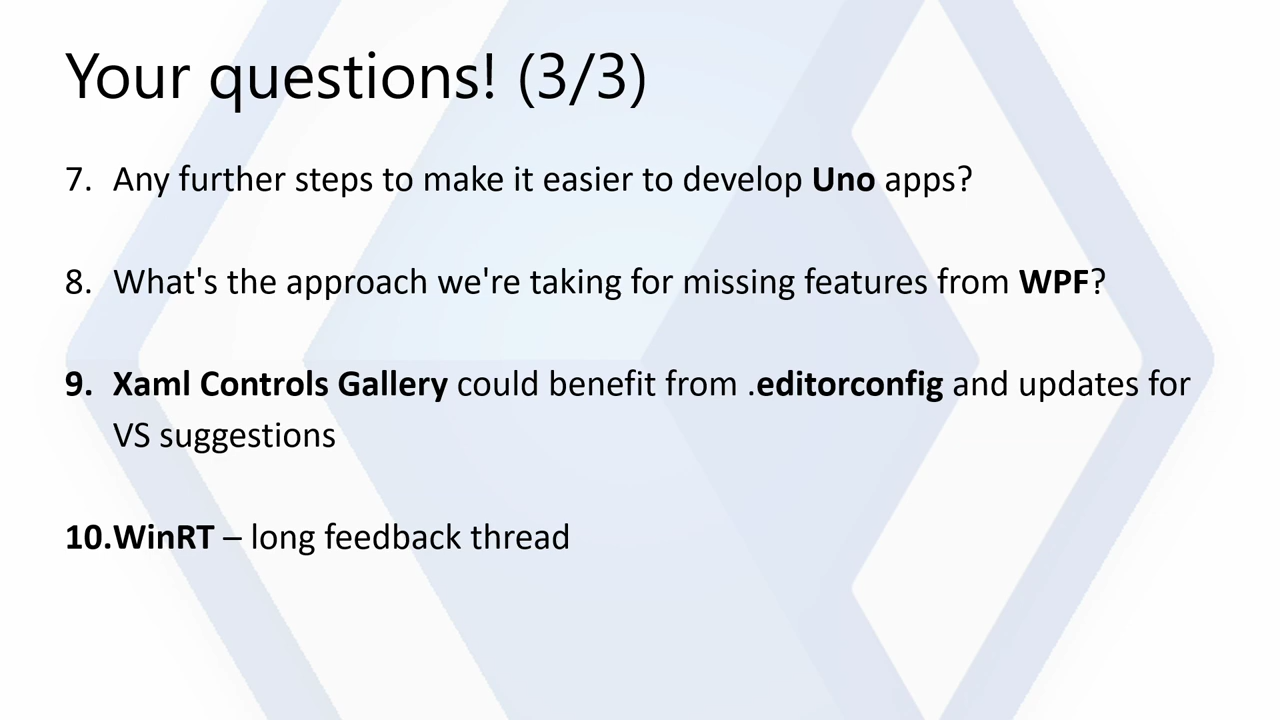 Your questions! (3/3)
7. Any further steps to make it easier to develop Uno apps?
8. What's the approach we're taking for missing features from WPF?
9. Xaml Controls Gallery could benefit from .editorconfig and updates for
VS suggestions
10.WinRT – long feedback thread